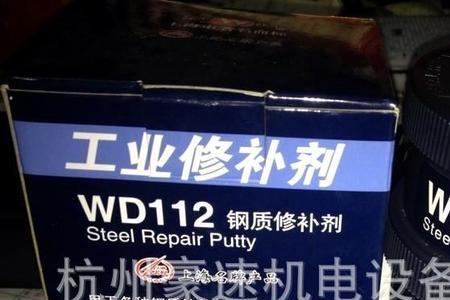 工业修补剂
WD112 钢质修补剂
Steel Repair Putty
上海名牌产品
杭州高速机电设备
W